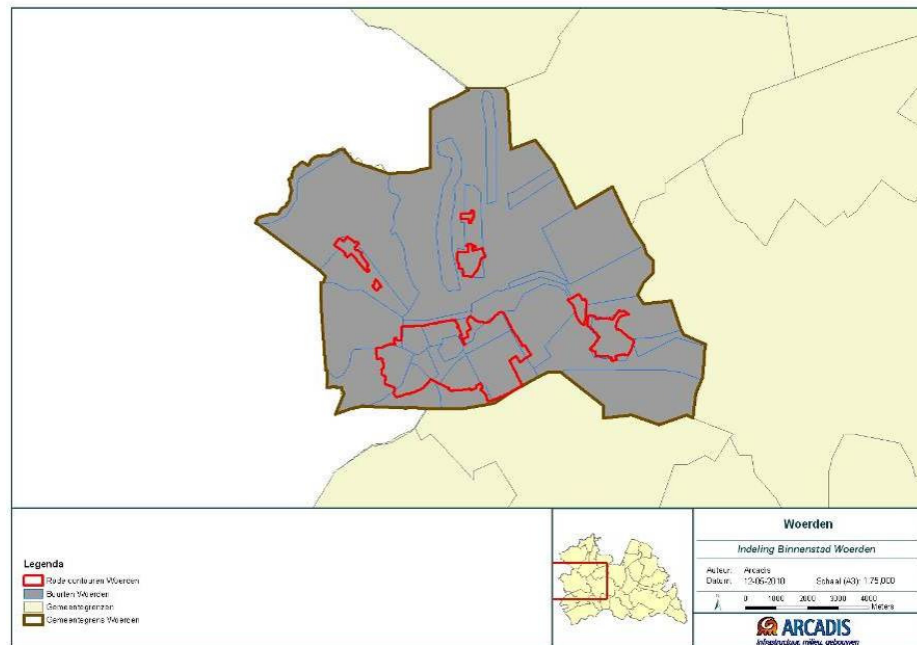 Legenda
Rode contouren Woerden
Buurten Woerden
Gemeentegrenzen
Gemeentegrens Woerden
Woerden
Indeling Binnenstad Woerden
Auteur: Arcadis
Datum: 12-05-2010 Schaal (A3): 1:75,000
N
0 1000 2000 3000 4000
Meters
ARCADIS
Infrastructuur, milieu, gebouwen